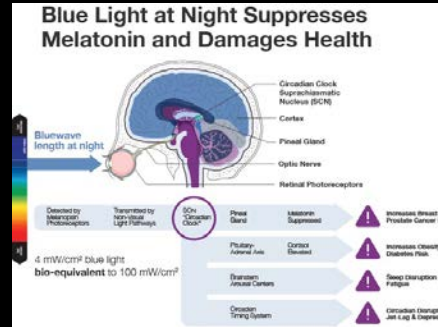 Blue Light at Night Suppresses
Melatonin and Damages Health
Circadian Clock
Suprachiasmatic
Nucleus (SCN)
Cortex
Pineal Gland
Optic Nerve
Retinal Photoreceptors
Bluewave
length at night
Detected by
Melanopsin
Photoreceptors
Transmitted by
Non-Visual
Light Pathways
SCN
"Circadian
Clock"
Pineal
Gland
Melatonin
Suppressed
Increases Breast
Prostate Cancer
Pituitary-
Adrenal Axis
Cortisol
Elevated
Increases Obesity
Diabetes Risk
4 mW/cm² blue light
bio-equivalent to 100 mW/cm²
Brainstem
Arousal Centers
Sleep Disruption
Fatigue
Circadian
Timing System
Circadian Disrup
Jet-Lag & Depre